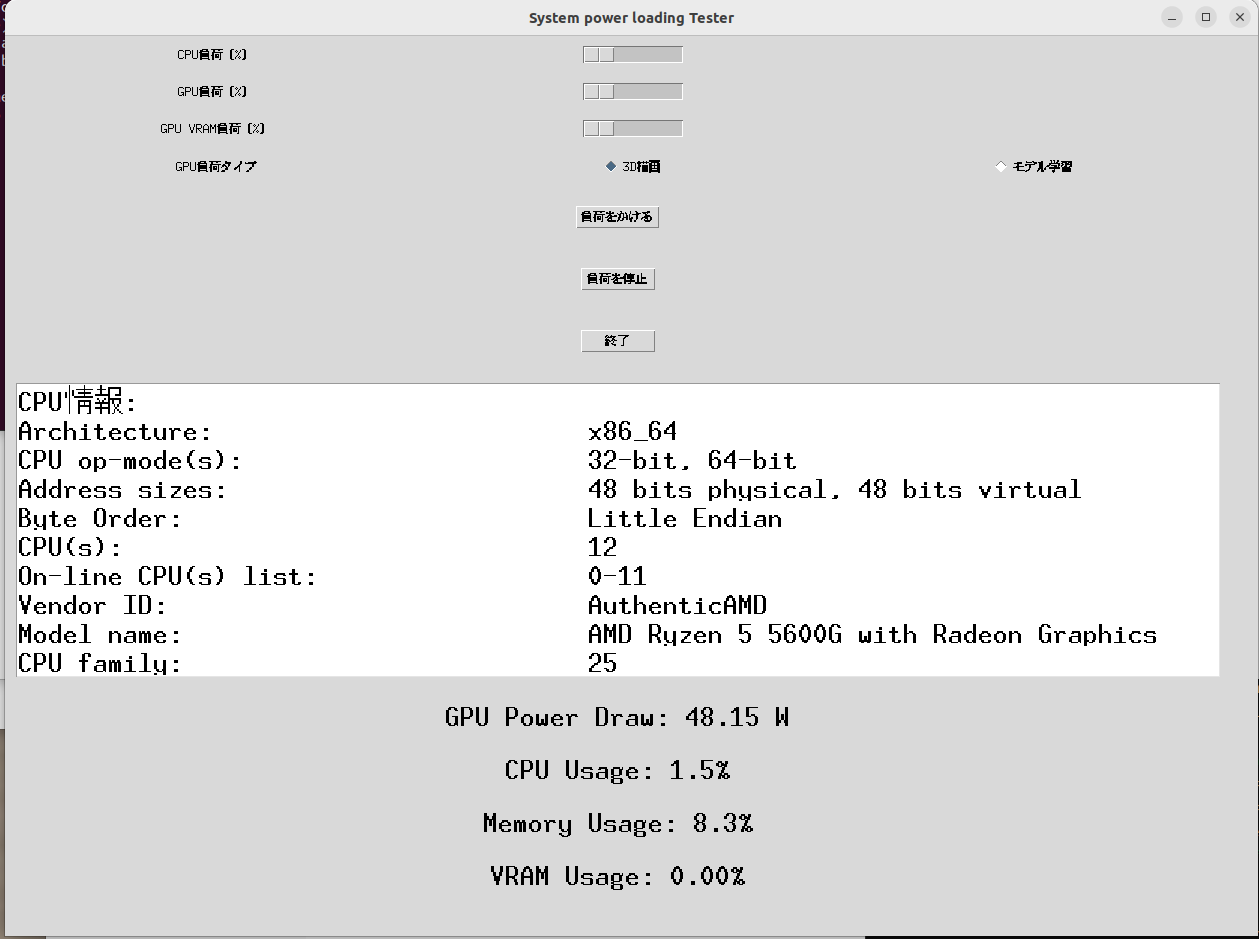 System power loading Tester
CPU負荷 (%)
GPU負荷 (%)
GPU VRAM負荷 (%)
GPU負荷タイプ 3D描画 モデル学習
負荷をかける
負荷を停止
終了
CPU情報:
Architecture: x86_64
CPU op-mode(s): 32-bit, 64-bit
Address sizes: 48 bits physical, 48 bits virtual
Byte Order: Little Endian
CPU(s): 12
On-line CPU(s) list: 0-11
Vendor ID: AuthenticAMD
Model name: AMD Ryzen 5 5600G with Radeon Graphics
CPU family: 25
GPU Power Draw: 48.15 W
CPU Usage: 1.5%
Memory Usage: 8.3%
VRAM Usage: 0.00%